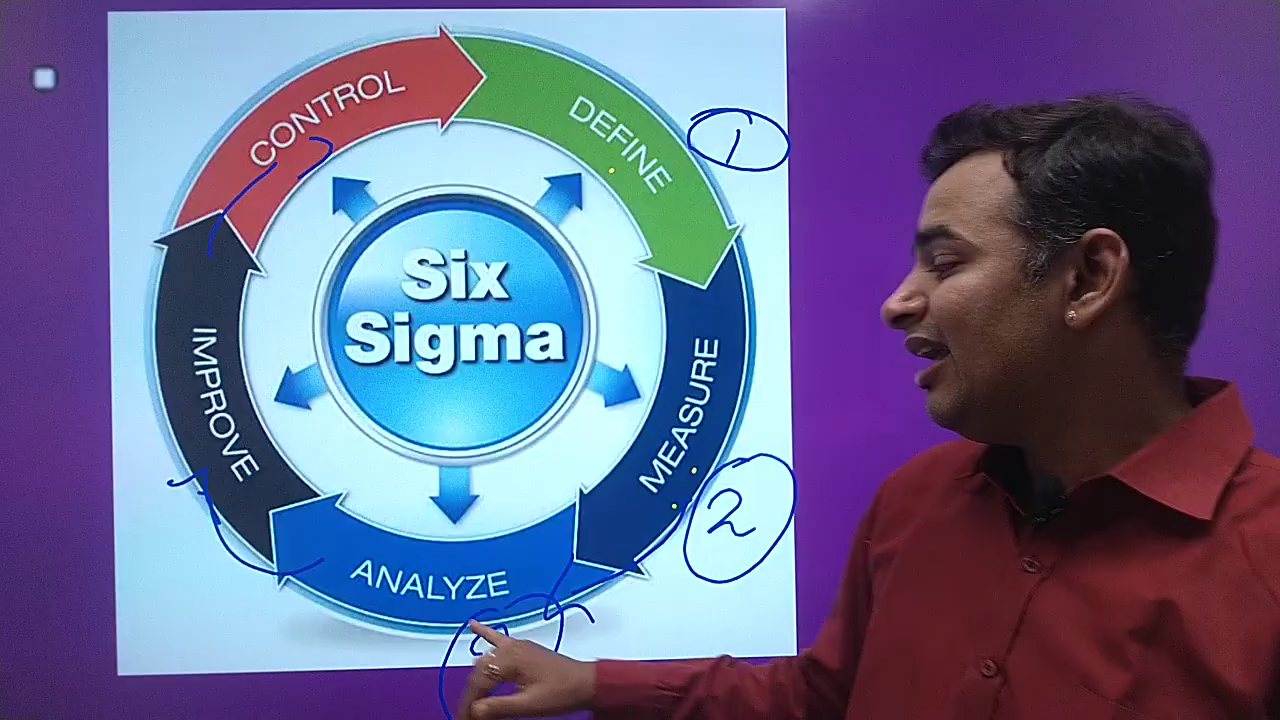 CONTROL
DEFINE
1
Six
Sigma
MEASURE
IMPROVE
2
ANALYZE